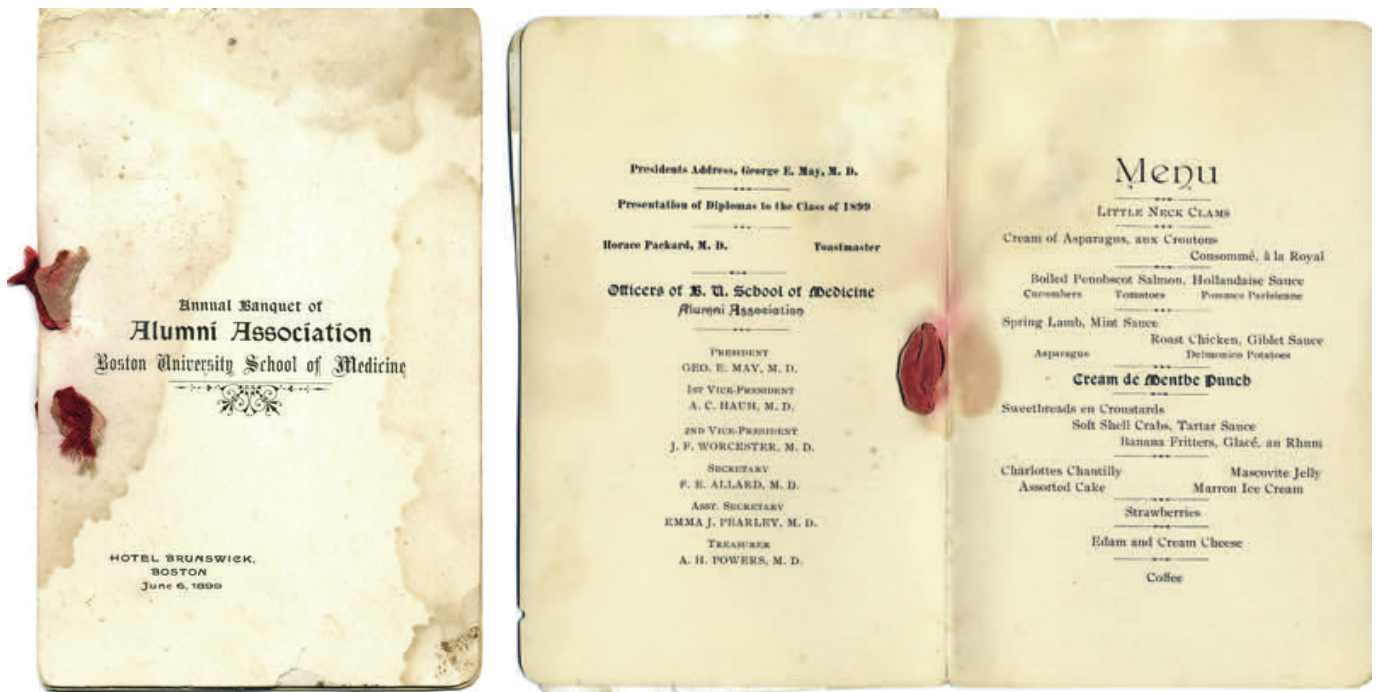 Annual Banquet of
Alumni Association
Boston University School of Medicine
HOTEL BRUNSWICK,
BOSTON
June 6, 1899
Presidents Address, George E. May, M. D.
Presentation of Diplomas to the Class of 1899
Horace Packard, M. D. Toastmaster
Officers of B. U. School of Medicine
Alumni Association
PRESIDENT
GEO. E. MAY, M. D.
1ST VICE-PRESIDENT
A. C. HAUH, M. D.
2ND VICE-PRESIDENT
J. F. WORCESTER, M. D.
SECRETARY
F. E. ALLARD, M. D.
ASST. SECRETARY
EMMA J. PEARLEY, M. D.
TREASURER
A. H. POWERS, M. D.
Menu
LITTLE NECK CLAMS
Cream of Asparagus, aux Croutons
Consommé, à la Royal
Boiled Penobscot Salmon, Hollandaise Sauce
Cucumbers Tomatoes Pommes Parisienne
Spring Lamb, Mint Sauce
Roast Chicken, Giblet Sauce
Asparagus Delmonico Potatoes
Cream de Menthe Punch
Sweetbreads en Croustards
Soft Shell Crabs, Tartar Sauce
Banana Fritters, Glacé, au Rhum
Charlottes Chantilly Mascovite Jelly
Assorted Cake Marron Ice Cream
Strawberries
Edam and Cream Cheese
Coffee